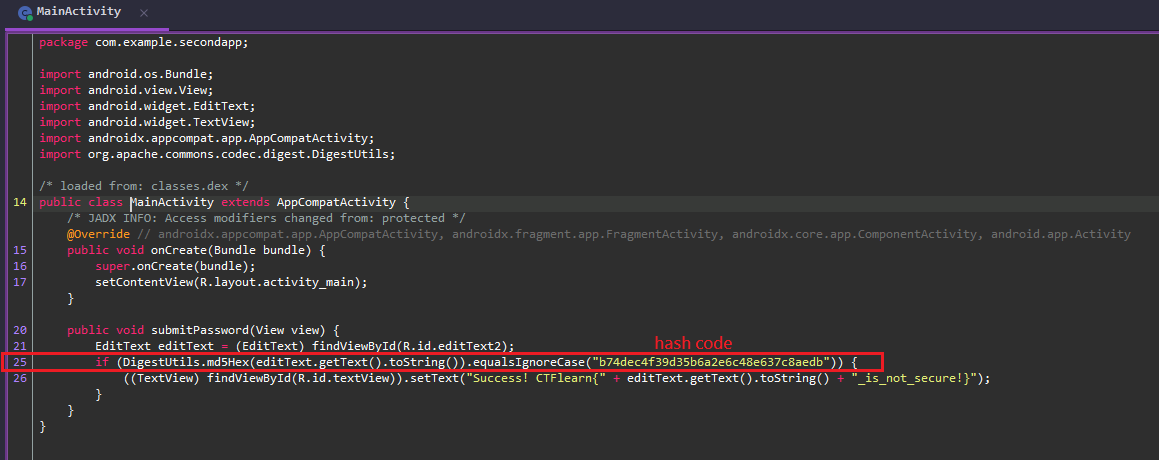 MainActivity
package com.example.secondapp;
import android.os.Bundle;
import android.view.View;
import android.widget.EditText;
import android.widget.TextView;
import androidx.appcompat.app.AppCompatActivity;
import org.apache.commons.codec.digest.DigestUtils;
/* loaded from: classes.dex */
14 public class MainActivity extends AppCompatActivity {
/* JADX INFO: Access modifiers changed from: protected */
@Override // androidx.appcompat.app.AppCompatActivity, androidx.fragment.app.FragmentActivity, androidx.core.app.ComponentActivity, android.app.Activity
15 public void onCreate(Bundle bundle) {
16 super.onCreate(bundle);
17 setContentView(R.layout.activity_main);
}
20 public void submitPassword(View view) {
21 EditText editText = (EditText) findViewById(R.id.editText2);
hash code
25 if (DigestUtils.md5Hex(editText.getText().toString()).equalsIgnoreCase("b74dec4f39d35b6a2e6c48e637c8aedb")) {
26 ((TextView) findViewById(R.id.textView)).setText("Success! CTFlearn{" + editText.getText().toString() + "_is_not_secure!}");
}
}
}